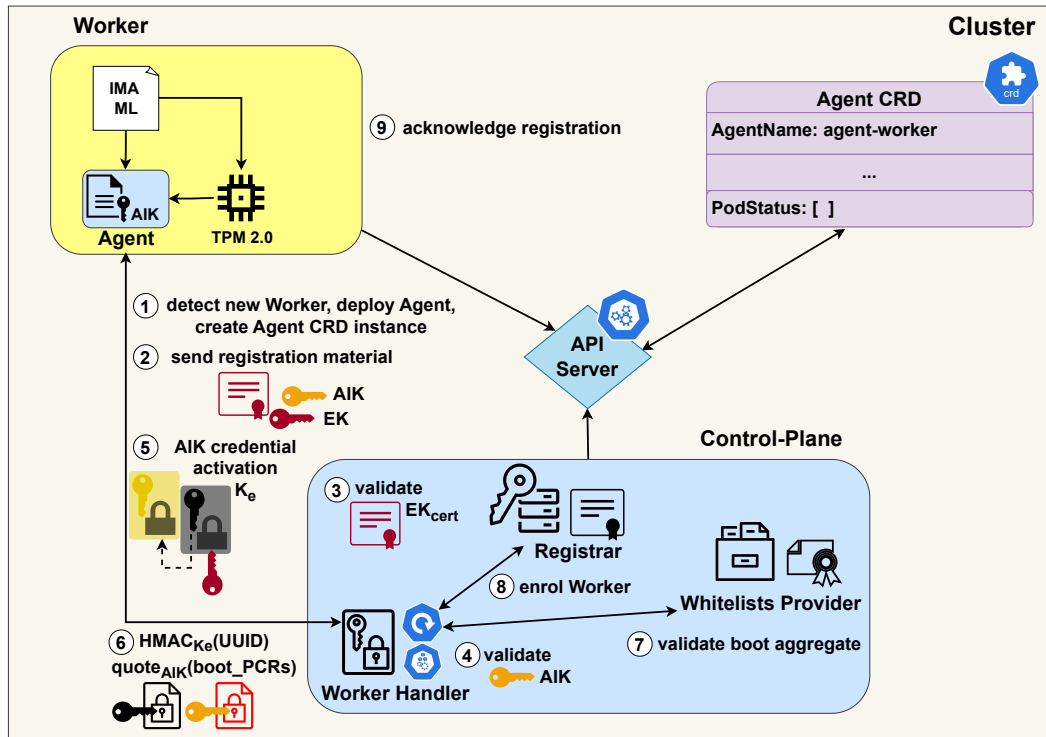 Worker
Cluster
IMA
ML
AIK
Agent
TPM 2.0
9 acknowledge registration
crd
Agent CRD
AgentName: agent-worker
...
PodStatus: [ ]
1 detect new Worker, deploy Agent,
create Agent CRD instance
2 send registration material
AIK
EK
API
Server
5 AIK credential
activation
Ke
Control-Plane
3 validate
EKcert
Registrar
8 enrol Worker
Whitelists Provider
7 validate boot aggregate
4 validate
AIK
Worker Handler
6 HMACKe(UUID)
quoteAIK(boot_PCRs)